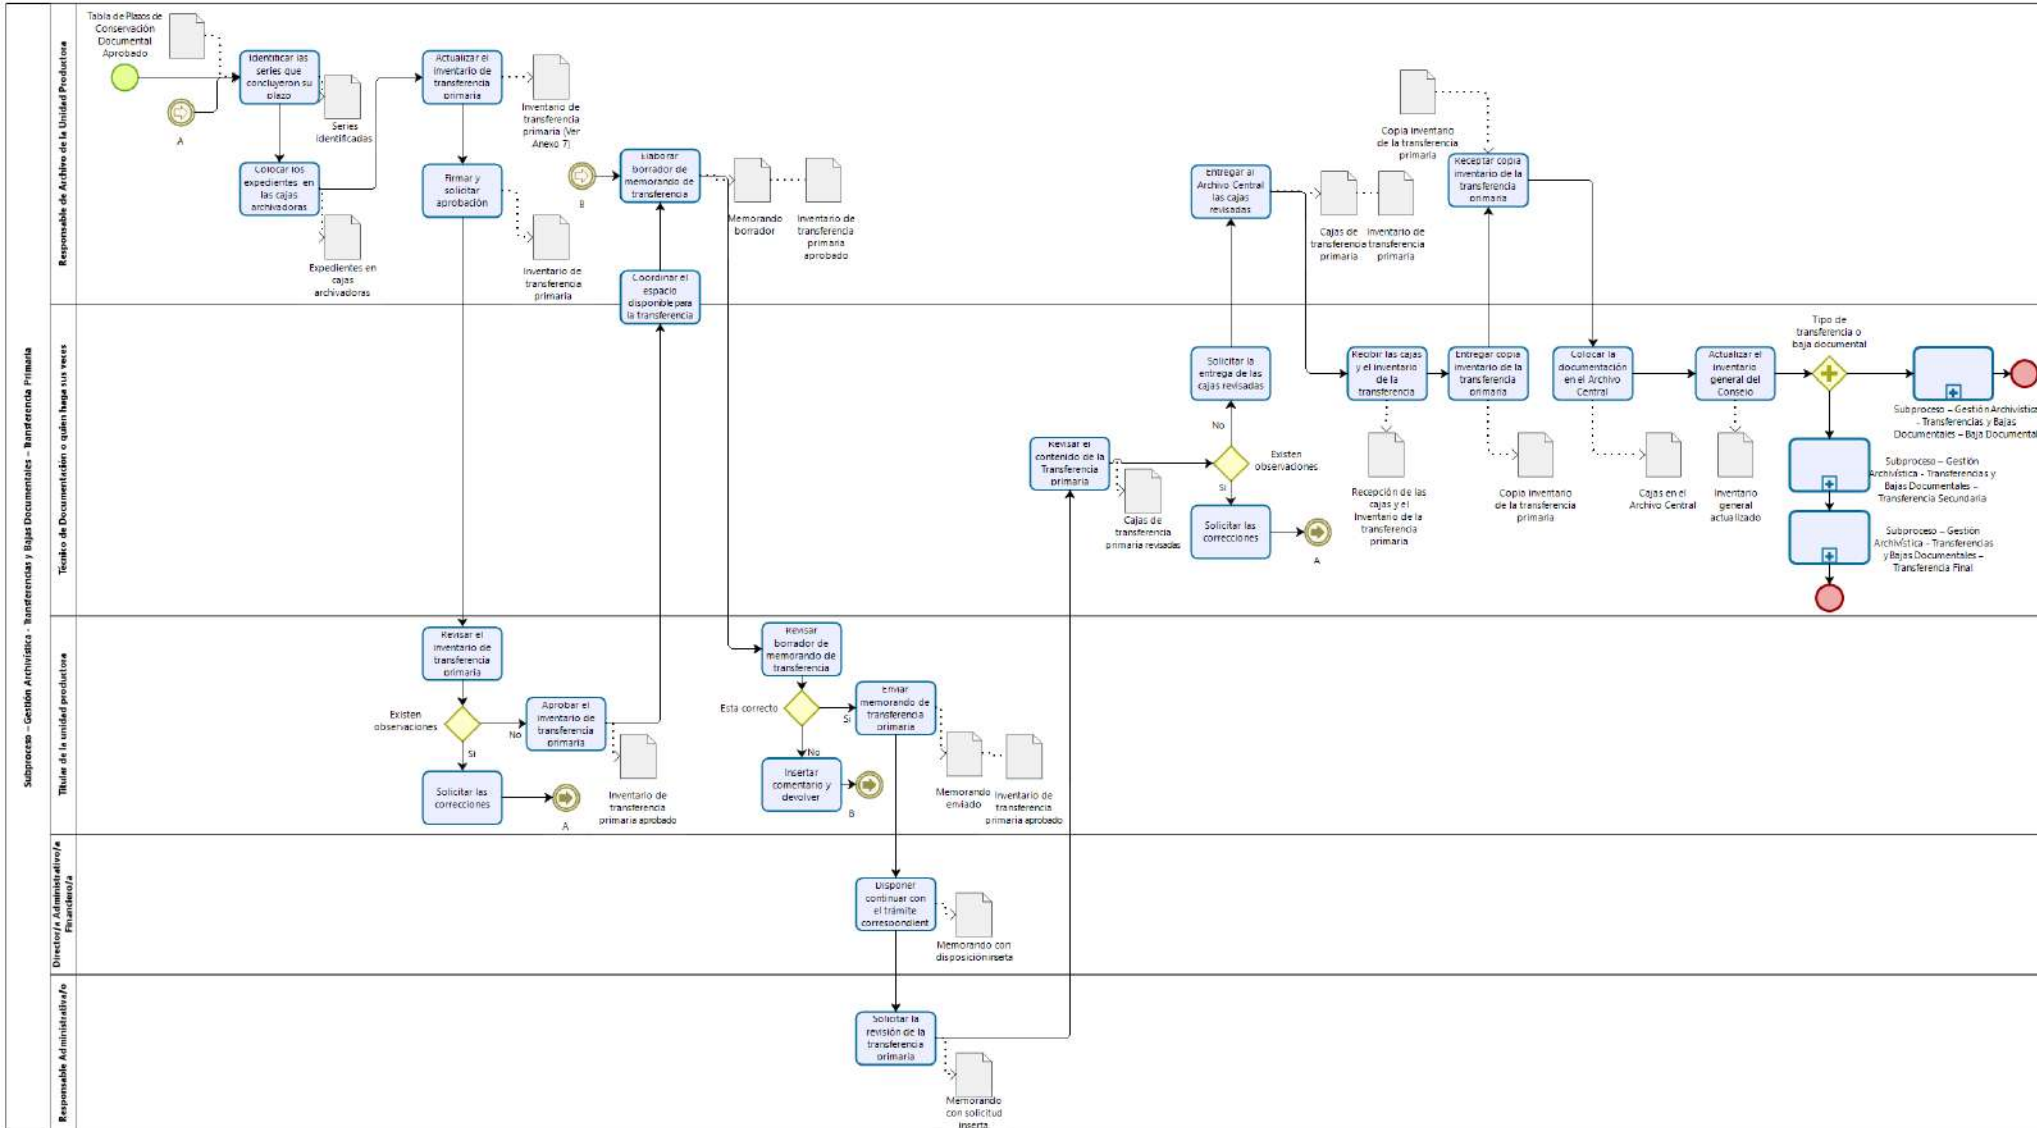 Subproceso – Gestión Archivística - Transferencias y Bajas Documentales – Transferencia Primaria
Responsable de Archivo de la Unidad Productora
Tabla de Plazos de
Conservación
Documental
Aprobado
A
Identificar las
series que
concluyeron su
plazo
Series
identificadas
Colocar los
expedientes en
las cajas
archivadoras
Expedientes en
cajas
archivadoras
Actualizar el
inventario de
transferencia
primaria
Inventario de
transferencia
primaria (Ver
Anexo 7)
Firmar y
solicitar
aprobación
Inventario de
transferencia
primaria
B
Elaborar
borrador de
memorando de
transferencia
Memorando
borrador
Inventario de
transferencia
primaria
aprobado
Coordinar el
espacio
disponible para
la transferencia
Entregar al
Archivo Central
las cajas
revisadas
Cajas de
transferencia
primaria
Inventario de
transferencia
primaria
Copia inventario
de la transferencia
primaria
Receptar copia
inventario de la
transferencia
primaria
Técnico de Documentación o quien haga sus veces
Revisar el
contenido de la
Transferencia
primaria
Cajas de
transferencia
primaria revisadas
Existen
observaciones
No
Si
Solicitar la
entrega de las
cajas revisadas
Solicitar las
correcciones
A
Recibir las cajas
y el inventario
de la
transferencia
Recepción de las
cajas y el
Inventario de la
transferencia
primaria
Entregar copia
inventario de la
transferencia
primaria
Copia inventario
de la transferencia
primaria
Colocar la
documentación
en el Archivo
Central
Cajas en el
Archivo Central
Actualizar el
inventario
general del
Consejo
Inventario
general
actualizado
Tipo de
transferencia o
baja documental
Subproceso – Gestión Archivística
- Transferencias y Bajas
Documentales – Baja Documental
Subproceso – Gestión
Archivística - Transferencias y
Bajas Documentales –
Transferencia Secundaria
Subproceso – Gestión
Archivística - Transferencias
y Bajas Documentales –
Transferencia Final
Titular de la unidad productora
Revisar el
inventario de
transferencia
primaria
Existen
observaciones
No
Si
Aprobar el
inventario de
transferencia
primaria
Inventario de
transferencia
primaria aprobado
Solicitar las
correcciones
A
Revisar
borrador de
memorando de
transferencia
Esta correcto
Si
No
Insertar
comentario y
devolver
B
Enviar
memorando de
transferencia
primaria
Memorando
enviado
Inventario de
transferencia
primaria aprobado
Director/a Administrativo/a
Financiero/a
Disponer
continuar con
el trámite
correspondient
Memorando con
disposición inserta
Responsable Administrativa/o
Solicitar la
revisión de la
transferencia
primaria
Memorando
con solicitud
inserta